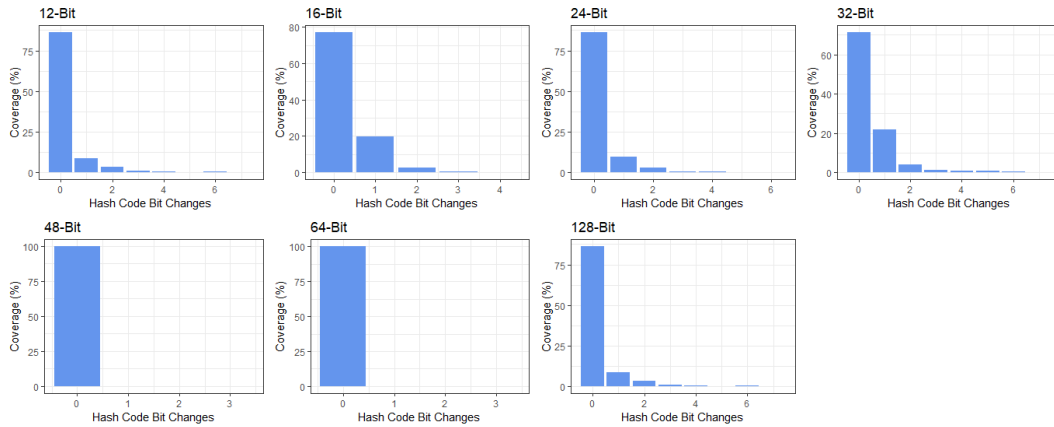 12-Bit
Coverage (%)
75
50
25
0
0 2 4 6
Hash Code Bit Changes
16-Bit
Coverage (%)
80
60
40
20
0
0 1 2 3 4
Hash Code Bit Changes
24-Bit
Coverage (%)
75
50
25
0
0 2 4 6
Hash Code Bit Changes
32-Bit
Coverage (%)
60
40
20
0
0 2 4 6
Hash Code Bit Changes
48-Bit
Coverage (%)
100
75
50
25
0
0 1 2 3
Hash Code Bit Changes
64-Bit
Coverage (%)
100
75
50
25
0
0 1 2 3
Hash Code Bit Changes
128-Bit
Coverage (%)
75
50
25
0
0 2 4 6
Hash Code Bit Changes